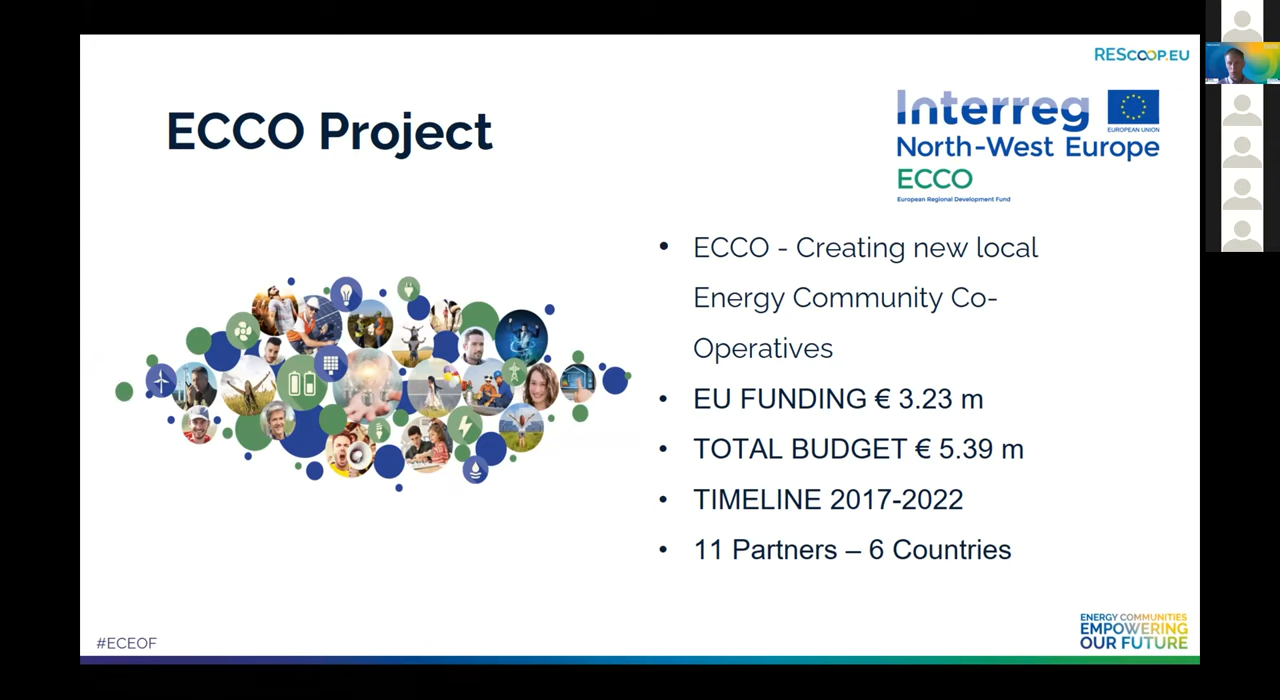 RESCOOP.EU
ECCO Project
Interreg
EUROPEAN UNION
North-West Europe
ECCO
European Regional Development Fund
• ECCO - Creating new local
Energy Community Co-
Operatives
• EU FUNDING € 3.23 m
• TOTAL BUDGET € 5.39 m
• TIMELINE 2017-2022
• 11 Partners – 6 Countries
#ECEOF
ENERGY COMMUNITIES
EMPOWERING
OUR FUTURE